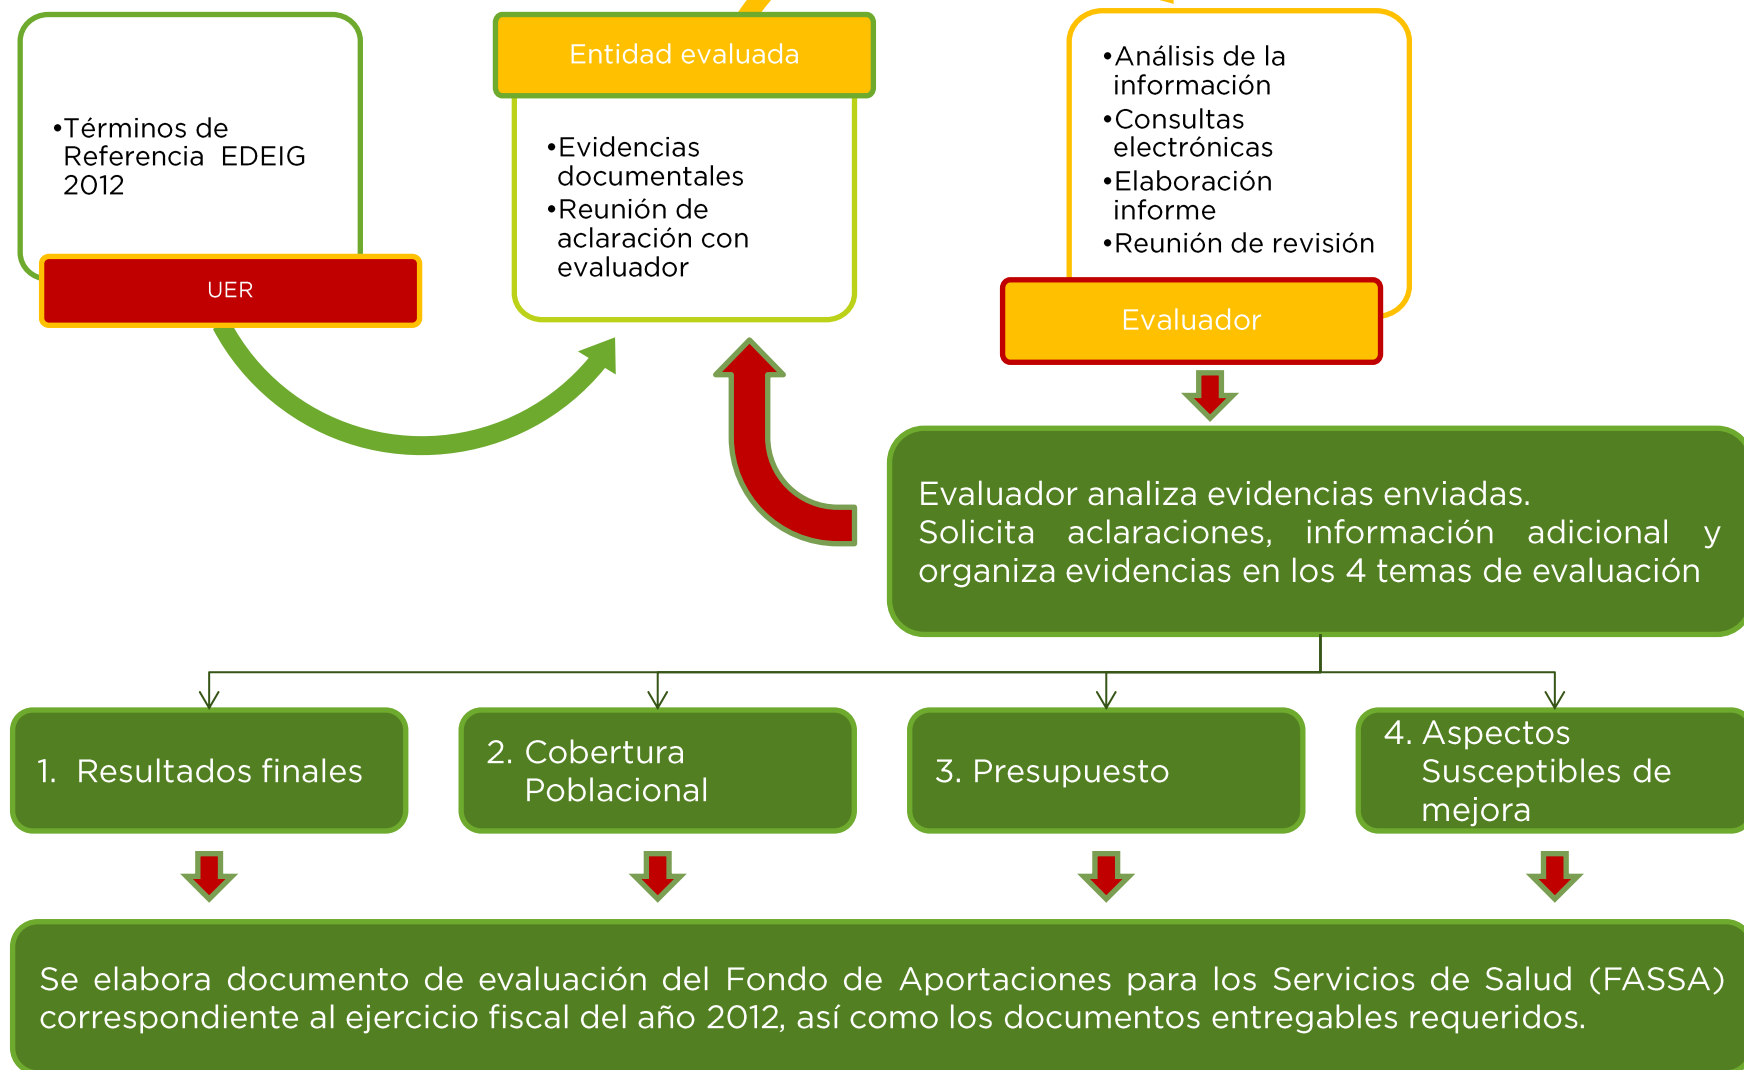 •Términos de
Referencia EDEIG
2012
UER
Entidad evaluada
•Evidencias
documentales
•Reunión de
aclaración con
evaluador
•Análisis de la
información
•Consultas
electrónicas
•Elaboración
informe
•Reunión de revisión
Evaluador
Evaluador analiza evidencias enviadas.
Solicita aclaraciones, información adicional y
organiza evidencias en los 4 temas de evaluación
1. Resultados finales
2. Cobertura
Poblacional
3. Presupuesto
4. Aspectos
Susceptibles de
mejora
Se elabora documento de evaluación del Fondo de Aportaciones para los Servicios de Salud (FASSA)
correspondiente al ejercicio fiscal del año 2012, así como los documentos entregables requeridos.